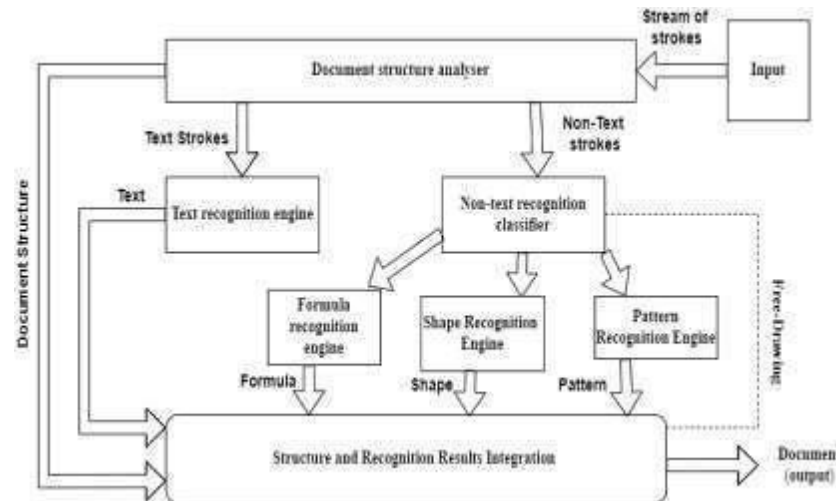 Stream of
strokes
Document structure analyser
Input
Text Strokes
Non-Text
strokes
Text
Text recognition engine
Non-text recognition
classifier
Document Structure
Formula
recognition
engine
Shape Recognition
Engine
Pattern
Recognition Engine
Free-Drawing
Formula
Shape
Pattern
Structure and Recognition Results Integration
Documen
(output)